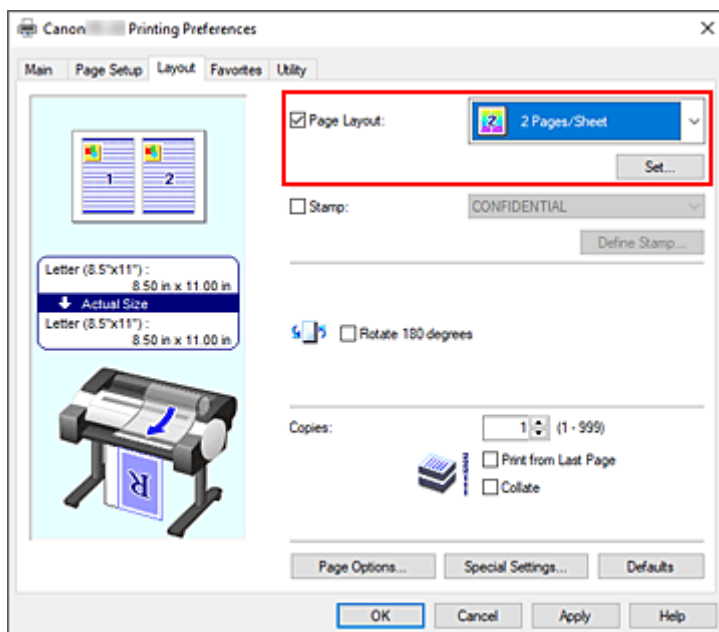 Canon Printing Preferences
Main Page Setup Layout Favorites Utility
Page Layout: 2 2 Pages/Sheet
Set...
1 2
Stamp: CONFIDENTIAL
Define Stamp...
Letter (8.5"x11") :
8.50 in x 11.00 in
Actual Size
Letter (8.5"x11") :
8.50 in x 11.00 in
Rotate 180 degrees
Copies: 1 (1 - 999)
Print from Last Page
Collate
R
Page Options... Special Settings... Defaults
OK Cancel Apply Help